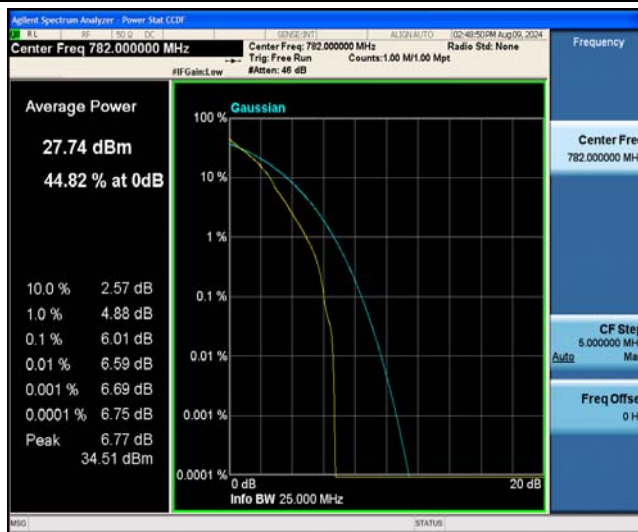 Agilent Spectrum Analyzer - Power Stat CCDF
RL RF 50 Ω DC SENSE:INT ALIGN AUTO 02:48:50 PM Aug 09, 2024
Center Freq 782.000000 MHz
Center Freq: 782.000000 MHz Radio Std: None
Trig: Free Run Counts:1.00 M/1.00 Mpt
#IFGain:Low #Atten: 46 dB
Frequency
Average Power
27.74 dBm
44.82 % at 0dB
10.0 % 2.57 dB
1.0 % 4.88 dB
0.1 % 6.01 dB
0.01 % 6.59 dB
0.001 % 6.69 dB
0.0001 % 6.75 dB
Peak 6.77 dB
34.51 dBm
Gaussian
100 %
10 %
1 %
0.1 %
0.01 %
0.001 %
0.0001 %
0 dB 20 dB
Info BW 25.000 MHz
Center Fre
782.000000 MH
CF Ste
5.000000 MH
Auto Ma
Freq Offse
0 H
MSG STATUS